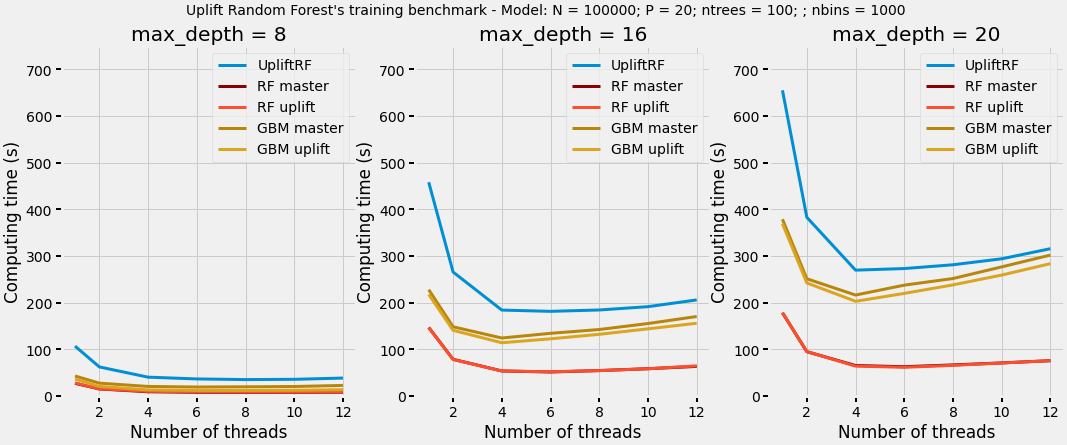 Uplift Random Forest's training benchmark - Model: N = 100000; P = 20; ntrees = 100; ; nbins = 1000
max_depth = 8
Computing time (s)
700
600
500
400
300
200
100
0
2 4 6 8 10 12
Number of threads
UpliftRF
RF master
RF uplift
GBM master
GBM uplift
max_depth = 16
Computing time (s)
700
600
500
400
300
200
100
0
2 4 6 8 10 12
Number of threads
UpliftRF
RF master
RF uplift
GBM master
GBM uplift
max_depth = 20
Computing time (s)
700
600
500
400
300
200
100
0
2 4 6 8 10 12
Number of threads
UpliftRF
RF master
RF uplift
GBM master
GBM uplift